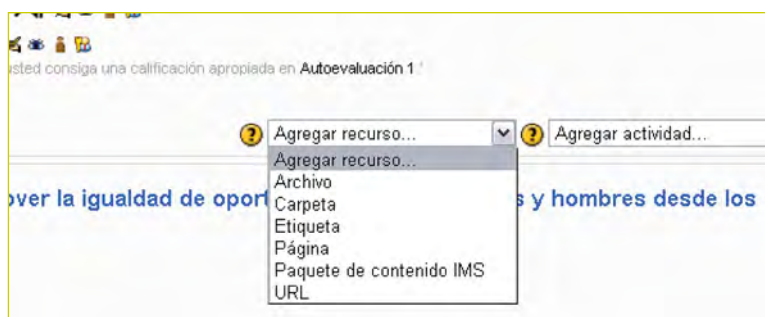 usted consiga una calificación apropiada en Autoevaluación 1.'
Agregar recurso... Agregar actividad...
Agregar recurso...
Archivo
over la igualdad de oport s y hombres desde los
Carpeta
Etiqueta
Página
Paquete de contenido IMS
URL